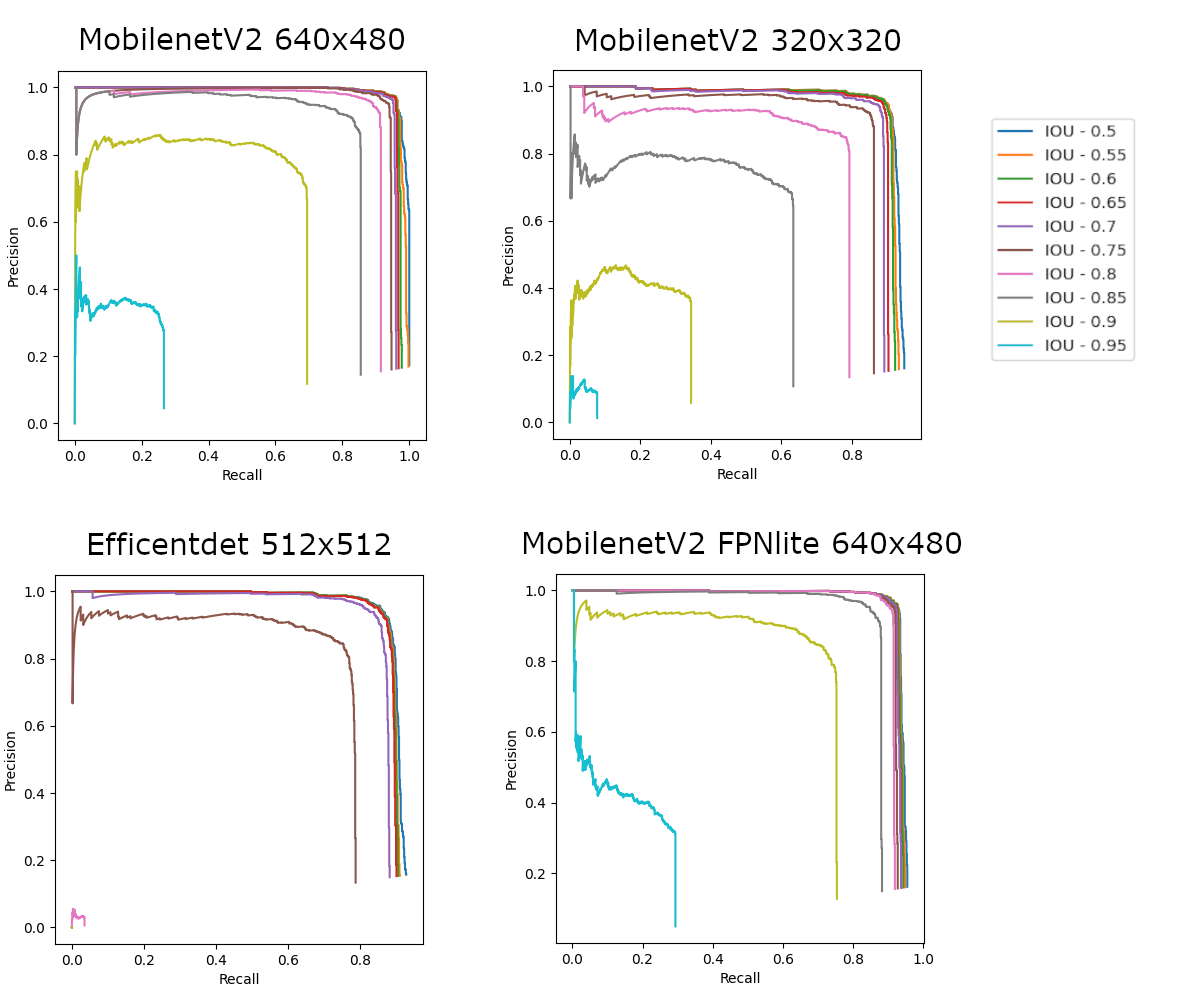 MobilenetV2 640x480
MobilenetV2 320x320
1.0
0.8
0.6
0.4
0.2
0.0
Precision
0.0 0.2 0.4 0.6 0.8 1.0
Recall
1.0
0.8
0.6
0.4
0.2
0.0
Precision
0.0 0.2 0.4 0.6 0.8
Recall
IOU - 0.5
IOU - 0.55
IOU - 0.6
IOU - 0.65
IOU - 0.7
IOU - 0.75
IOU - 0.8
IOU - 0.85
IOU - 0.9
IOU - 0.95
Efficentdet 512x512
MobilenetV2 FPNlite 640x480
1.0
0.8
0.6
0.4
0.2
0.0
Precision
0.0 0.2 0.4 0.6 0.8
Recall
1.0
0.8
0.6
0.4
0.2
Precision
0.0 0.2 0.4 0.6 0.8 1.0
Recall